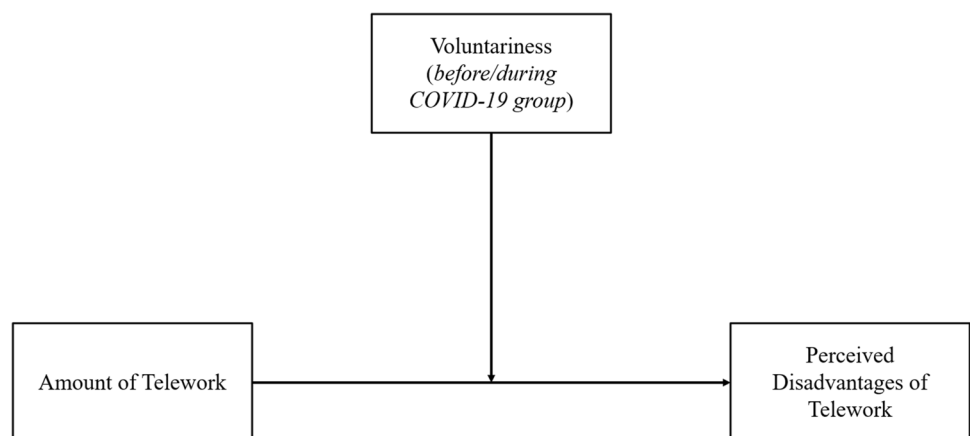 Voluntariness
(before/during
COVID-19 group)
Amount of Telework
Perceived
Disadvantages of
Telework